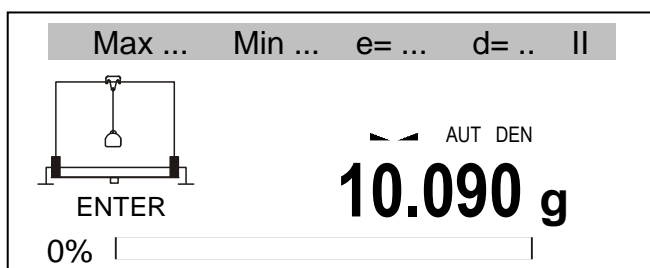 Max ... Min ... e= ... d= .. II
AUT DEN
10.090 g
ENTER
0%